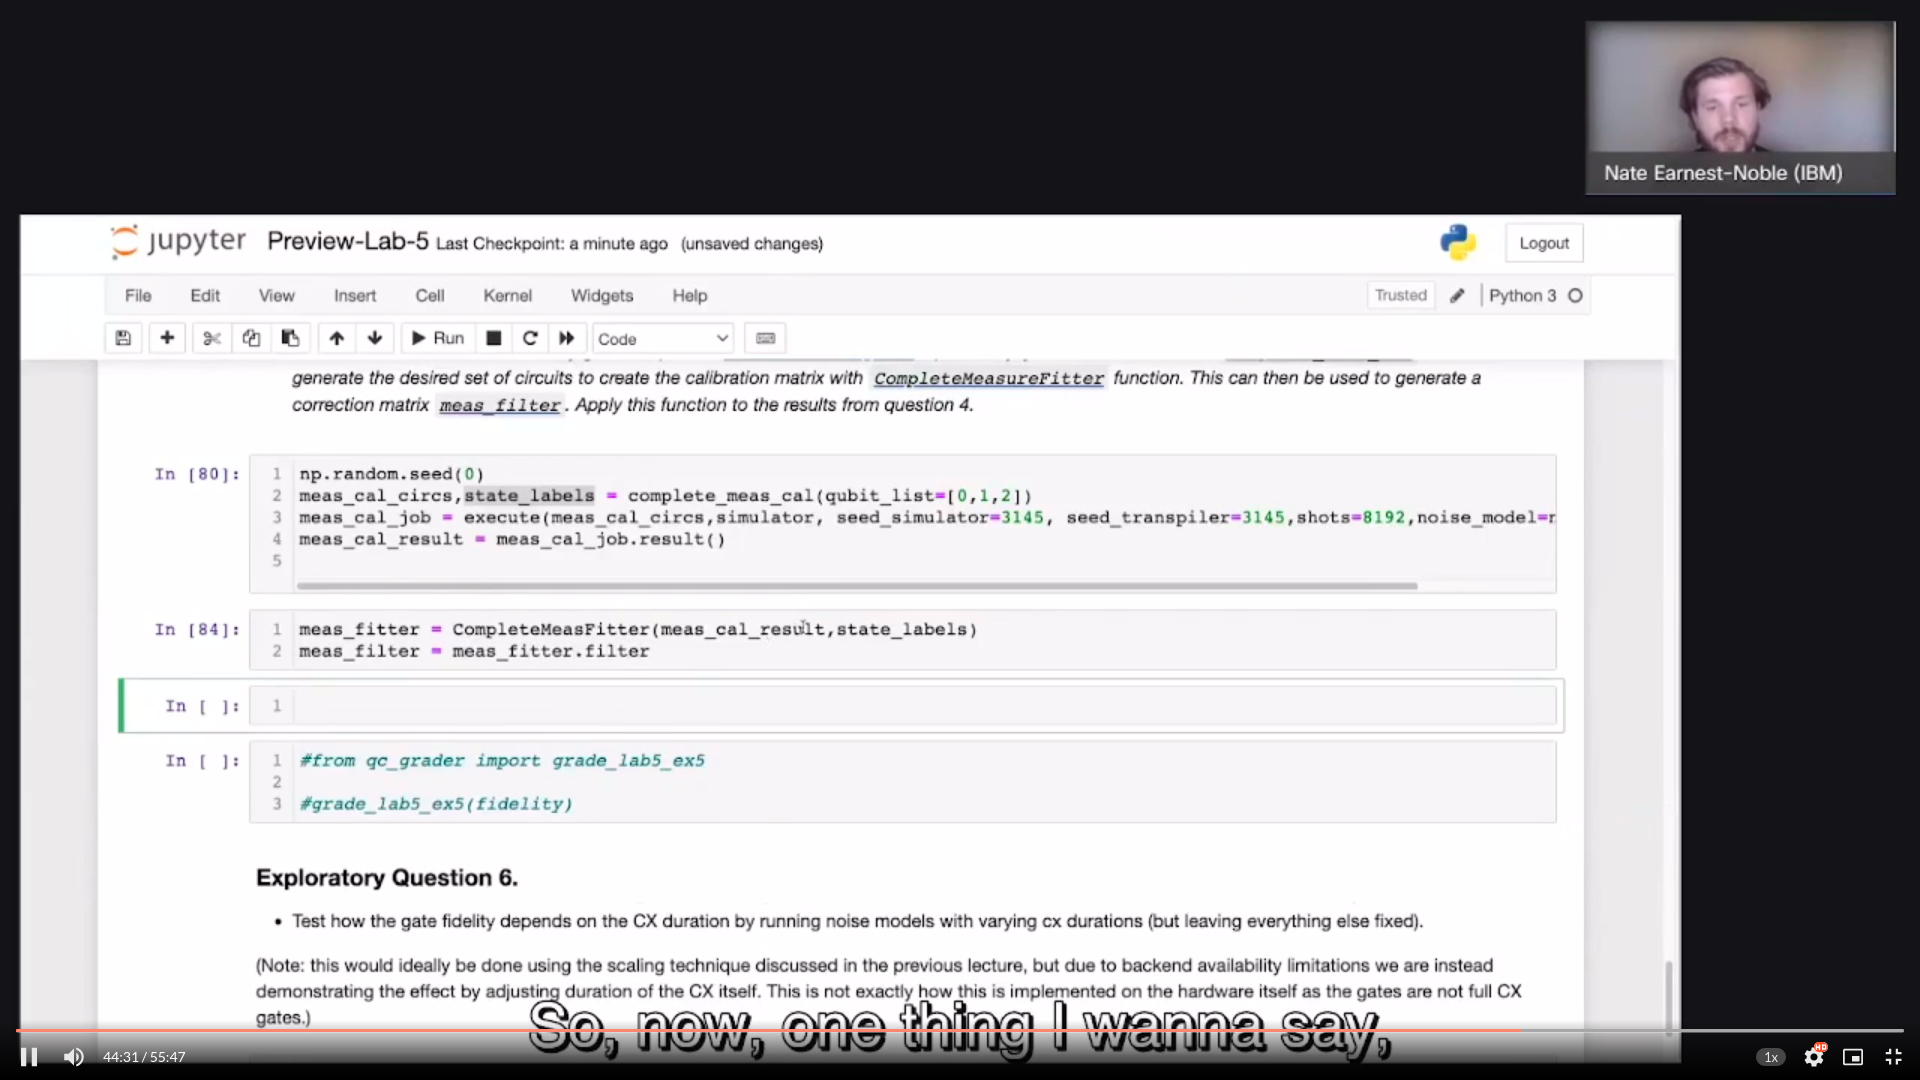 Nate Earnest-Noble (IBM)
jupyter Preview-Lab-5 Last Checkpoint: a minute ago (unsaved changes)
Logout
File Edit View Insert Cell Kernel Widgets Help
Trusted Python 3
Run Code
generate the desired set of circuits to create the calibration matrix with CompleteMeasureFitter function. This can then be used to generate a
correction matrix meas_filter. Apply this function to the results from question 4.
In [80]:
1 np.random.seed(0)
2 meas_cal_circs,state_labels = complete_meas_cal(qubit_list=[0,1,2])
3 meas_cal_job = execute(meas_cal_circs,simulator, seed_simulator=3145, seed_transpiler=3145,shots=8192,noise_model=
4 meas_cal_result = meas_cal_job.result()
5
In [84]:
1 meas_fitter = CompleteMeasFitter(meas_cal_result,state_labels)
2 meas_filter = meas_fitter.filter
In [ ]:
1
In [ ]:
1 #from qc_grader import grade_lab5_ex5
2
3 #grade_lab5_ex5(fidelity)
Exploratory Question 6.
• Test how the gate fidelity depends on the CX duration by running noise models with varying cx durations (but leaving everything else fixed).
(Note: this would ideally be done using the scaling technique discussed in the previous lecture, but due to backend availability limitations we are instead
demonstrating the effect by adjusting duration of the CX itself. This is not exactly how this is implemented on the hardware itself as the gates are not full CX
gates.)
So, now, one thing I wanna say,
44:31 / 55:47
1x
HD